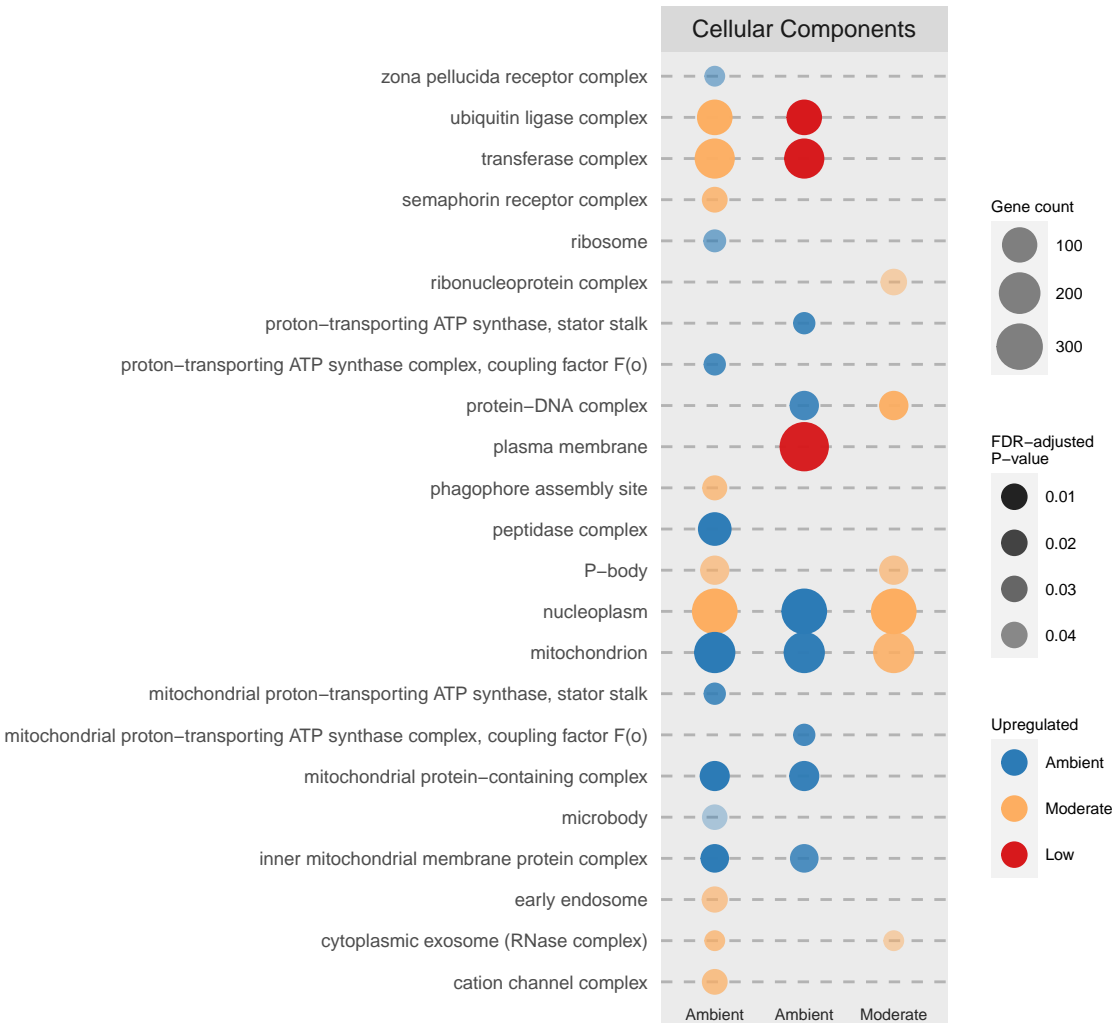 Cellular Components
zona pellucida receptor complex
ubiquitin ligase complex
transferase complex
semaphorin receptor complex
ribosome
ribonucleoprotein complex
proton−transporting ATP synthase, stator stalk
proton−transporting ATP synthase complex, coupling factor F(o)
protein−DNA complex
plasma membrane
phagophore assembly site
peptidase complex
P−body
nucleoplasm
mitochondrion
mitochondrial proton−transporting ATP synthase, stator stalk
mitochondrial proton−transporting ATP synthase complex, coupling factor F(o)
mitochondrial protein−containing complex
microbody
inner mitochondrial membrane protein complex
early endosome
cytoplasmic exosome (RNase complex)
cation channel complex
Ambient Ambient Moderate
Gene count
100
200
300
FDR−adjusted
P−value
0.01
0.02
0.03
0.04
Upregulated
Ambient
Moderate
Low